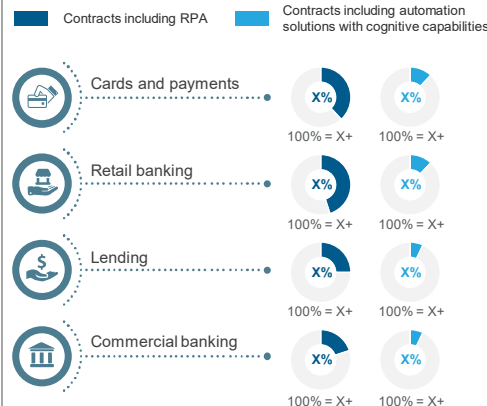 Contracts including RPA
Contracts including automation
solutions with cognitive capabilities
Cards and payments
X% X%
100% = X+ 100% = X+
Retail banking
X% X%
100% = X+ 100% = X+
$
Lending
X% X%
100% = X+ 100% = X+
Commercial banking
X% X%
100% = X+ 100% = X+